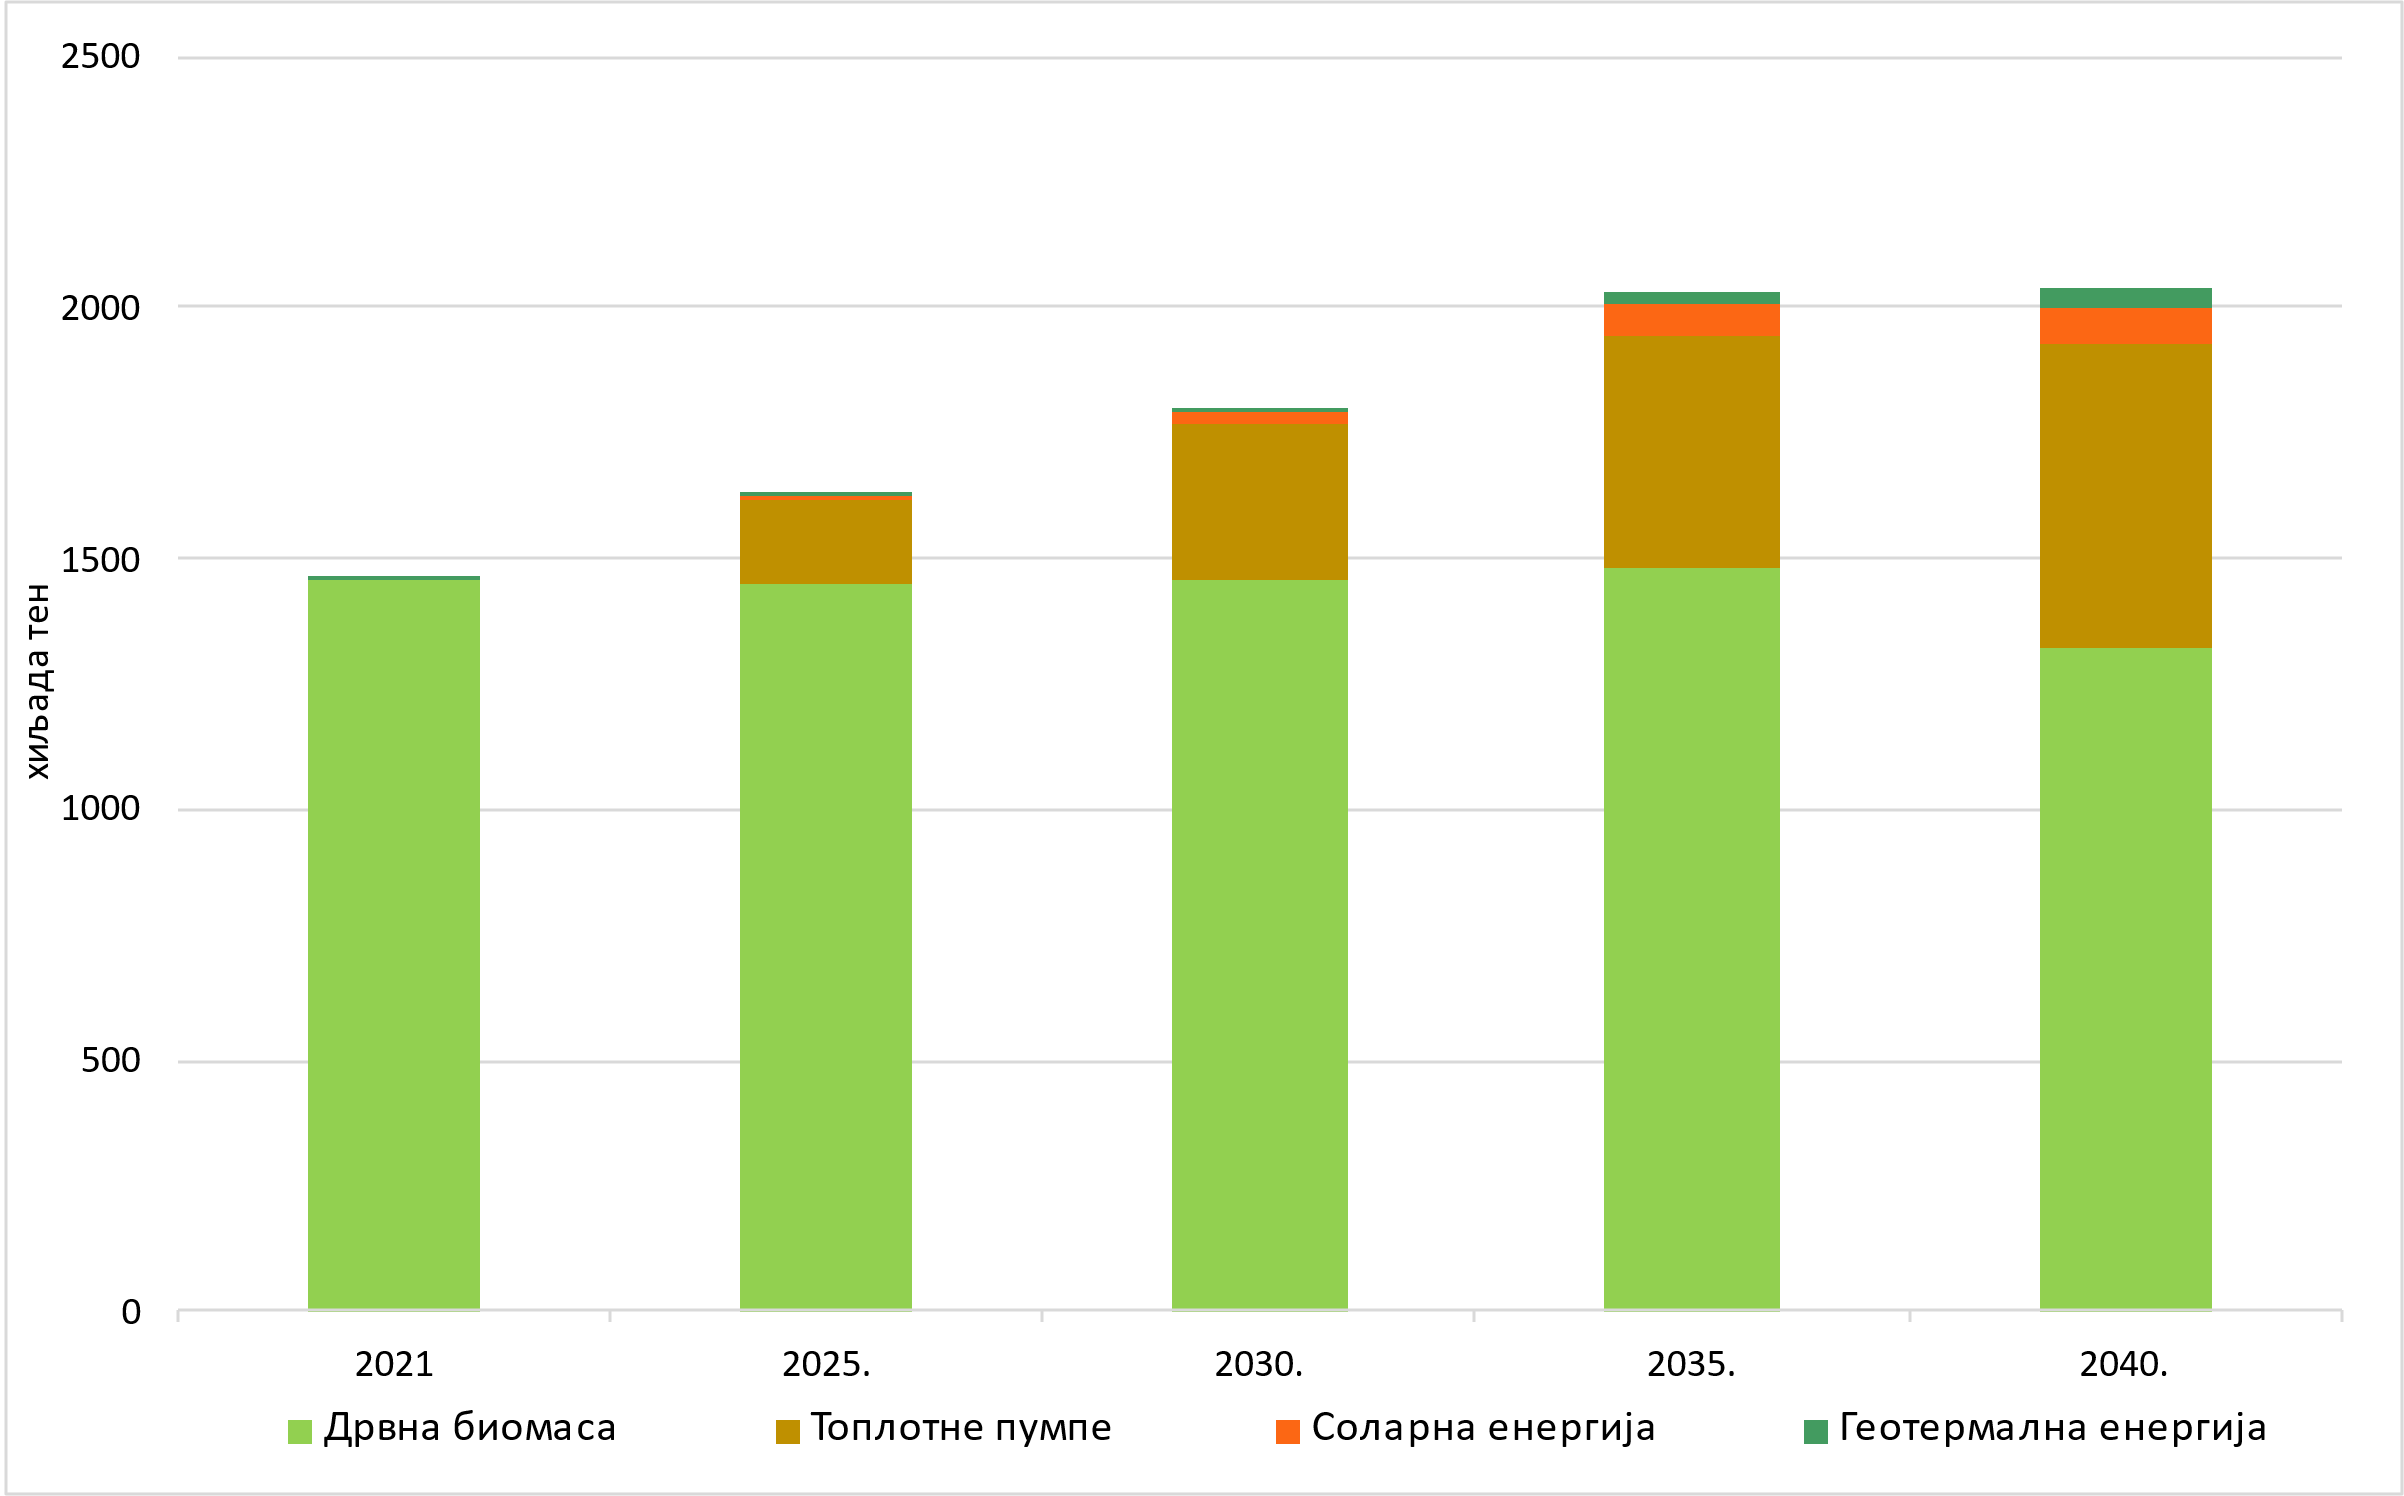 2500
2000
1500
1000
500
0
хиљада тен
2021
2025.
2030.
2035.
2040.
Дрвна биомаса
Топлотне пумпе
Соларна енергија
Геотермална енергија